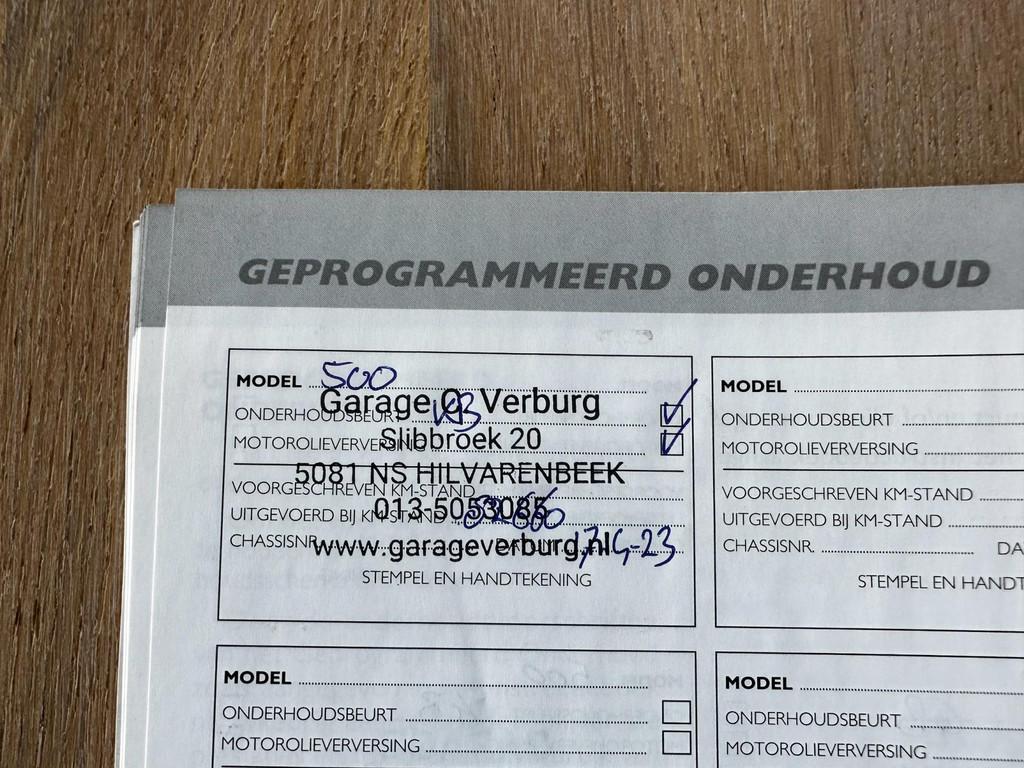 GEPROGRAMMEERD ONDERHOUD
MODEL 500
Garage Verburg
ONDERHOUDSBEURT
MOTOROLIEVERVERSING
Slibbroek 20
5081 NS HILVARENBEEK
VOORGESCHREVEN KM-STAND
013-5053085
UITGEVOERD BIJ KM-STAND
CHASSISNR.
www.garageverburg.nl
STEMPEL EN HANDTEKENING
MODEL
ONDERHOUDSBEURT
MOTOROLIEVERVERSING
VOORGESCHREVEN KM-STAND
UITGEVOERD BIJ KM-STAND
CHASSISNR. DA
STEMPEL EN HANDT
MODEL
ONDERHOUDSBEURT
MOTOROLIEVERVERSING
MODEL
ONDERHOUDSBEURT
MOTOROLIEVERVERSING